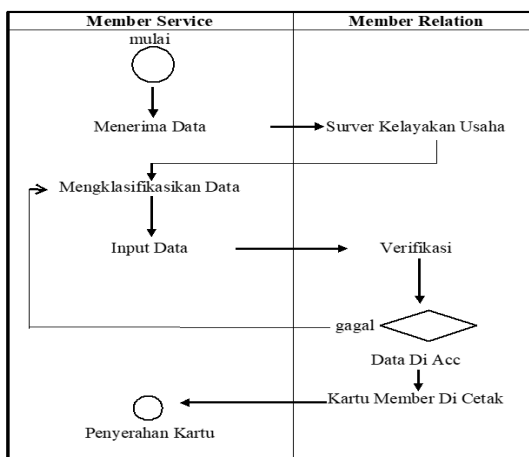 Member Service
Member Relation
mulai
Menerima Data
Surver Kelayakan Usaha
Mengklasifikasikan Data
Input Data
Verifikasi
gagal
Data Di Acc
Kartu Member Di Cetak
Penyerahan Kartu